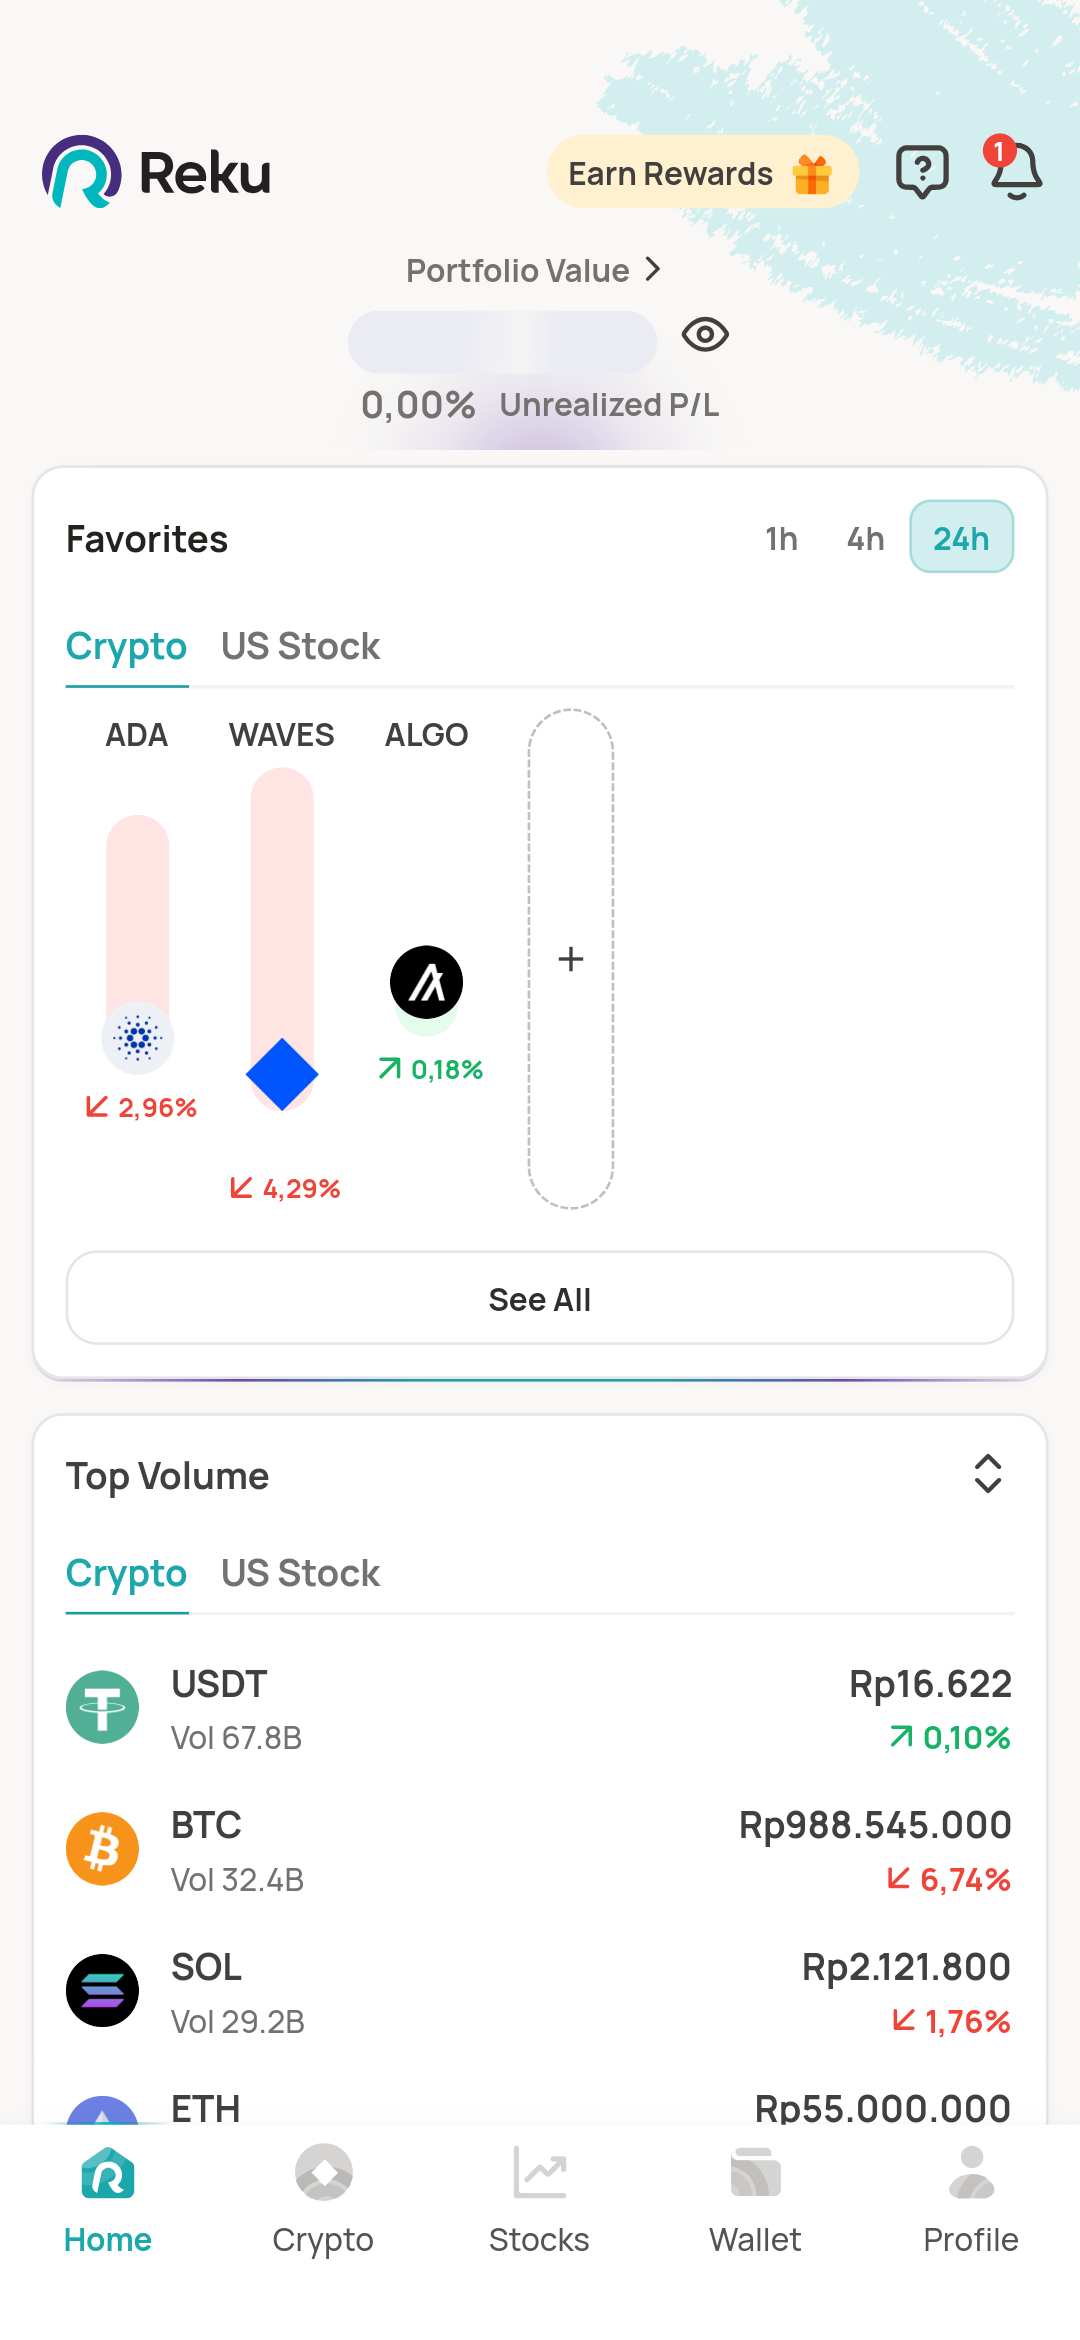 Reku
Earn Rewards
?
1
Portfolio Value
0,00% Unrealized P/L
Favorites
1h 4h 24h
Crypto US Stock
ADA WAVES ALGO
+
0,18%
2,96%
4,29%
See All
Top Volume
Crypto US Stock
USDT Rp16.622
Vol 67.8B 0,10%
BTC Rp988.545.000
Vol 32.4B 6,74%
SOL Rp2.121.800
Vol 29.2B 1,76%
ETH Rp55.000.000
Home Crypto Stocks Wallet Profile